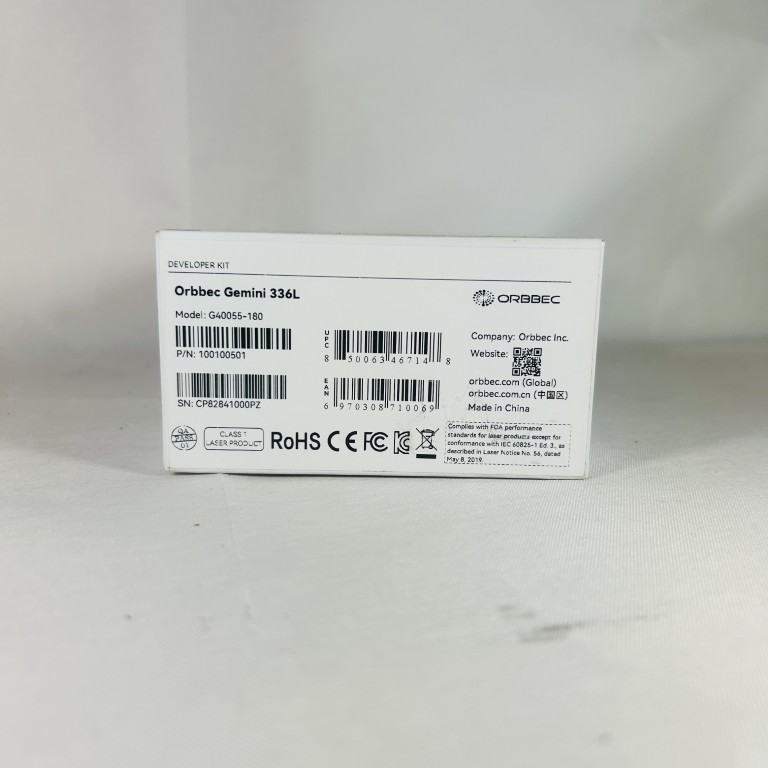 DEVELOPER KIT
Orbbec Gemini 336L
ORBBEC
Model: G40055-180
P/N: 100100501
SN: CP82841000PZ
UPC
8 50063 46714 8
EAN
6 970308 710069
Company: Orbbec Inc.
Website:
orbbec.com (Global)
orbbec.com.cn (中国区)
Made in China
QA
PASS
01
CLASS 1
LASER PRODUCT
RoHS CE FC
Complies with FDA performance
standards for laser products except for
conformance with IEC 60825-1 Ed. 3., as
described in Laser Notice No. 56, dated
May 8, 2019.